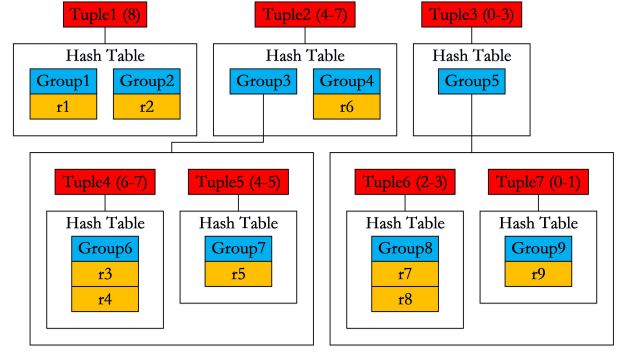 Tuple1 (8) Tuple2 (4-7) Tuple3 (0-3)
Hash Table Hash Table Hash Table
Group1 Group2 Group3 Group4 Group5
r1 r2 r6
Tuple4 (6-7) Tuple5 (4-5) Tuple6 (2-3) Tuple7 (0-1)
Hash Table Hash Table Hash Table Hash Table
Group6 Group7 Group8 Group9
r3 r5 r7 r9
r4 r8